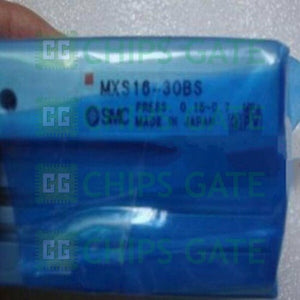 CHIPS GATE
MXS16-30BS
SMC PRESS. 0.15-0.7 MPa
MADE IN JAPAN
CHIPS GATE
CHIPS GATE